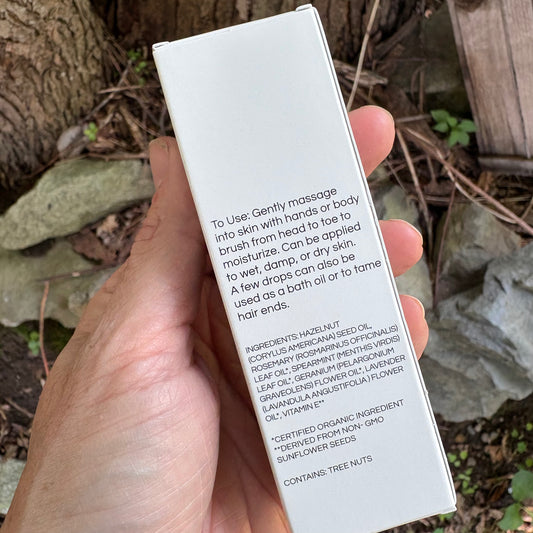 To Use: Gently massage
into skin with hands or body
brush from head to toe to
moisturize. Can be applied
to wet, damp, or dry skin.
A few drops can also be
used as a bath oil or to tame
hair ends.
INGREDIENTS: HAZELNUT
(CORYLUS AMERICANA) SEED OIL,
ROSEMARY (ROSMARINUS OFFICINALIS)
LEAF OIL*, SPEARMINT (MENTHIS VIRDIS)
LEAF OIL*, GERANIUM (PELARGONIUM
GRAVEOLENS) FLOWER OIL*, LAVENDER
(LAVANDULA ANGUSTIFOLIA ) FLOWER
OIL*, VITAMIN E**
*CERTIFIED ORGANIC INGREDIENT
**DERIVED FROM NON- GMO
SUNFLOWER SEEDS
CONTAINS: TREE NUTS